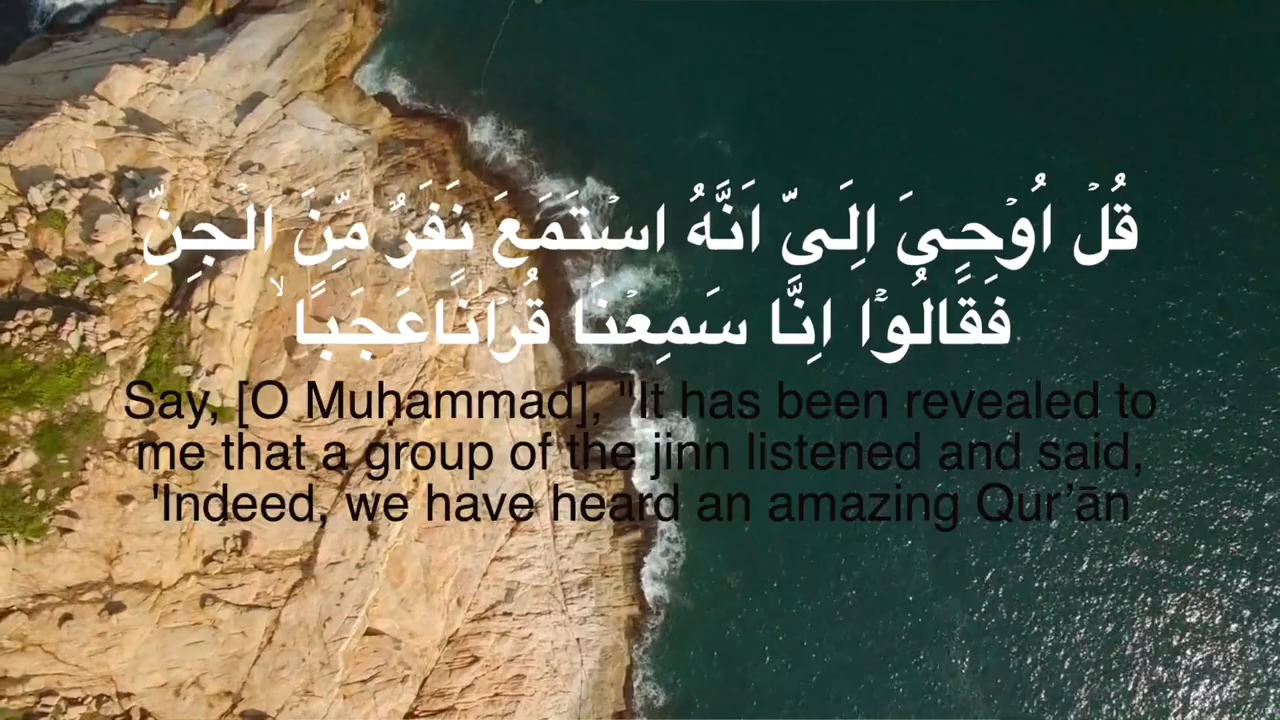 قُلۡ اُوۡحِىَ اِلَىَّ اَنَّهُ اسۡتَمَعَ نَفَرٌ مِّنَ الۡجِنِّ
فَقَالُوۡۤا اِنَّا سَمِعۡنَا قُرۡاٰنًاعَجَبًا ۙ
Say, [O Muḥammad], "It has been revealed to
me that a group of the jinn listened and said,
'Indeed, we have heard an amazing Qur’ān